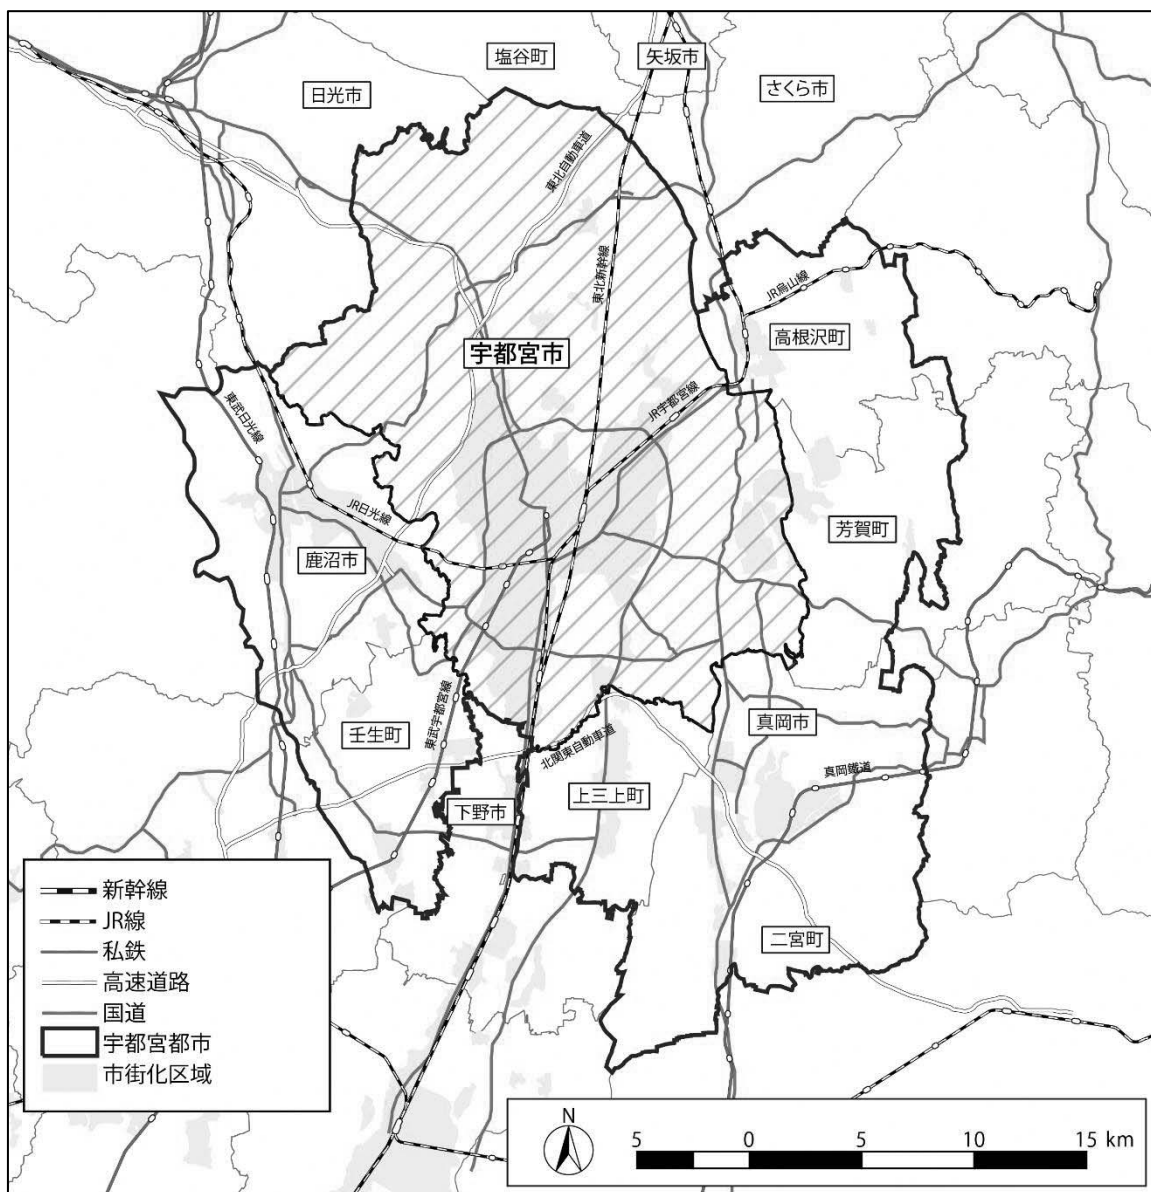 塩谷町
矢坂市
さくら市
日光市
東北自動車道
東北新幹線
JR烏山線
高根沢町
宇都宮市
JR宇都宮線
東武日光線
JR日光線
芳賀町
鹿沼市
東武宇都宮線
壬生町
真岡市
北関東自動車道
真岡鐵道
上三上町
下野市
二宮町
新幹線
JR線
私鉄
高速道路
国道
宇都宮都市
市街化区域
N
5 0 5 10 15 km